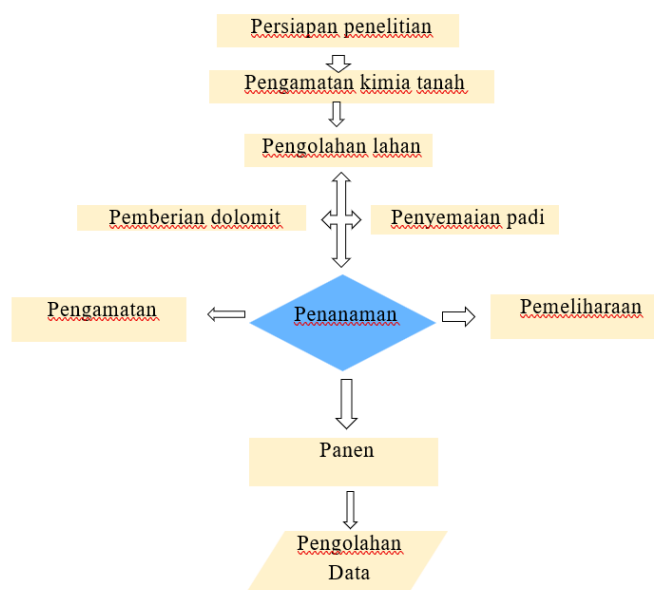 Persiapan penelitian
Pengamatan kimia tanah
Pengolahan lahan
Pemberian dolomit
Penyemaian padi
Pengamatan
Penanaman
Pemeliharaan
Panen
Pengolahan
Data